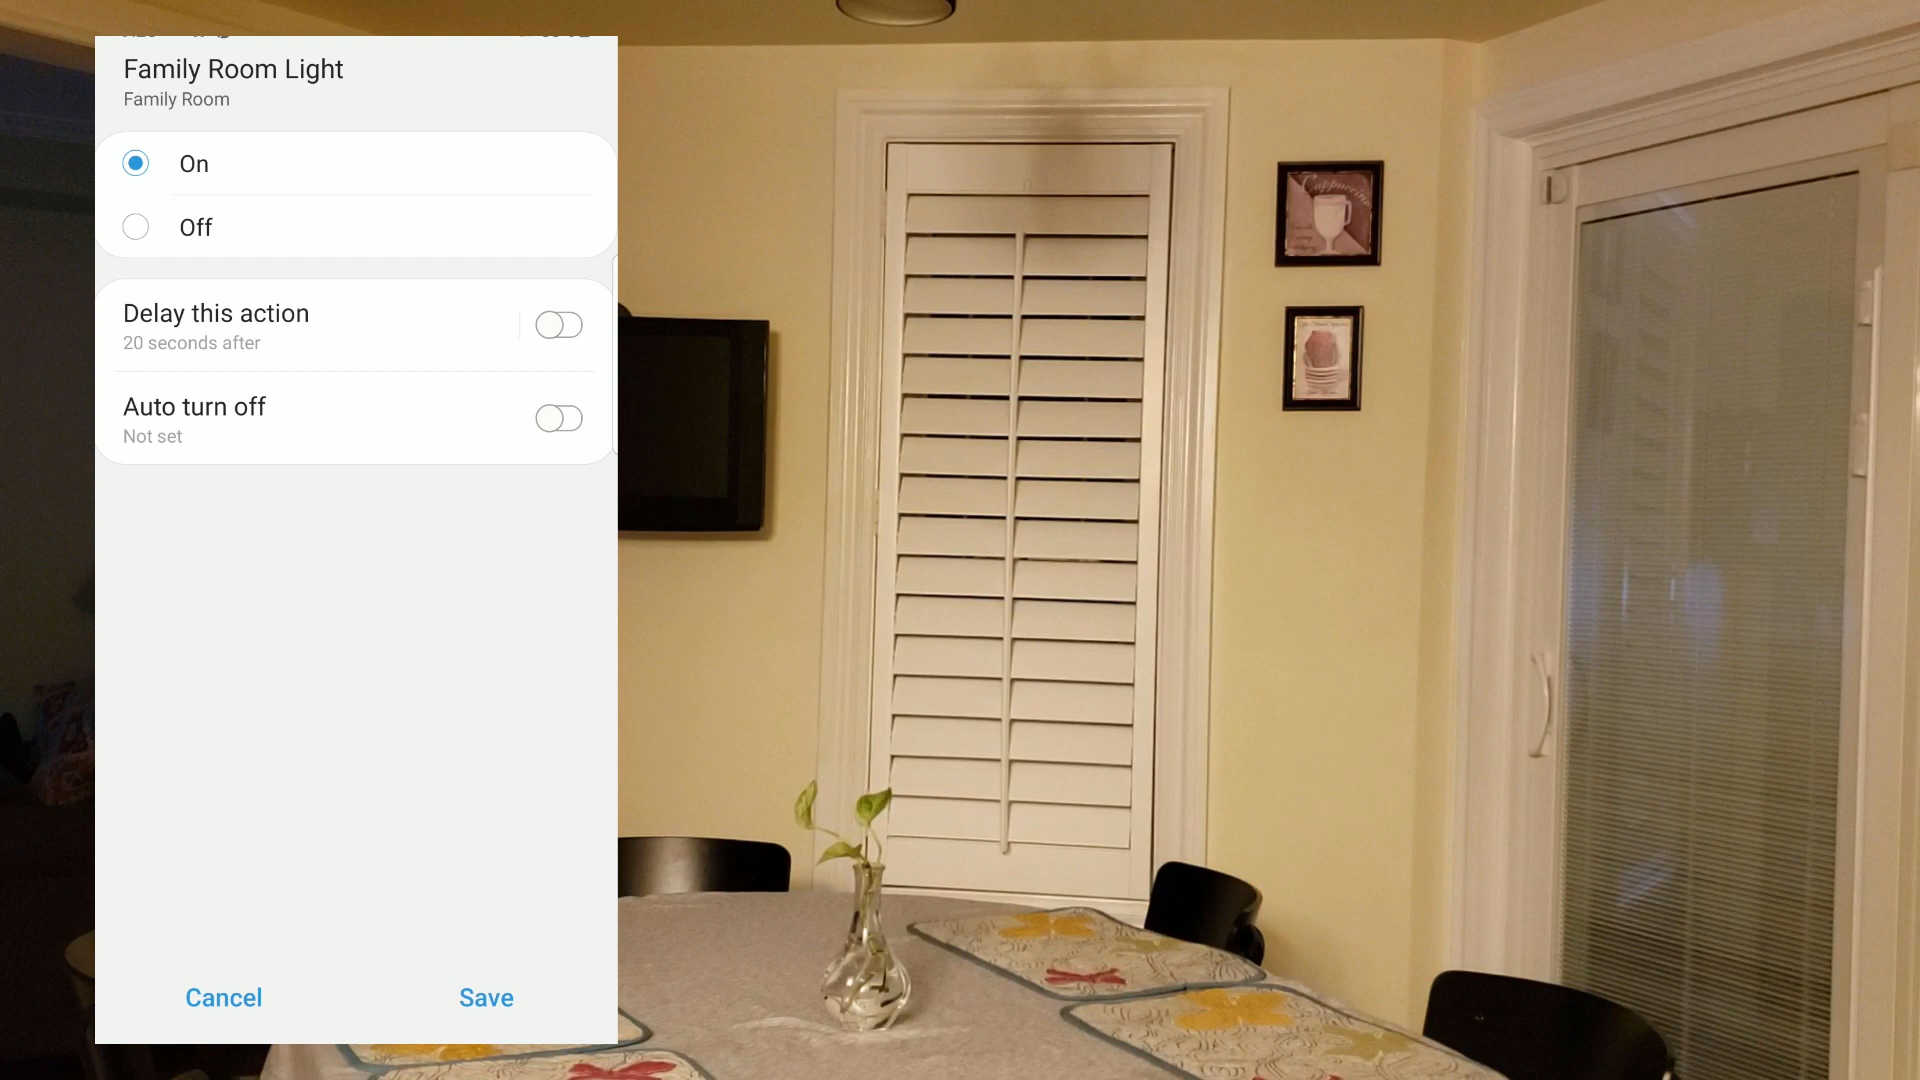 Family Room Light
Family Room
On
Off
Delay this action
20 seconds after
Auto turn off
Not set
Cancel
Save
Cappuccino